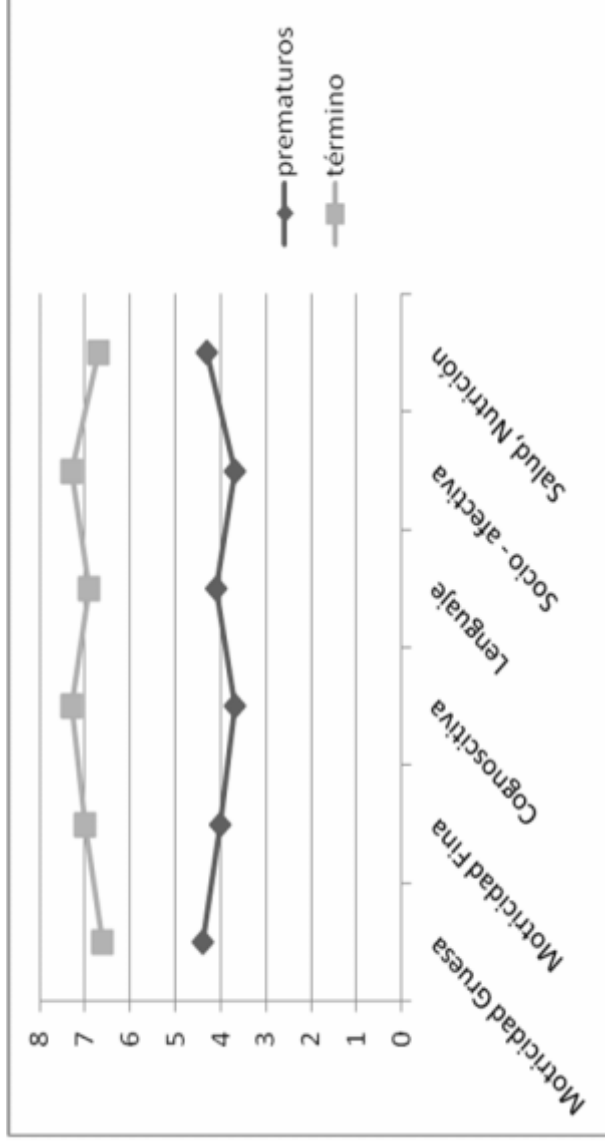 8
7
6
5
4
3
2
1
0
Motricidad Gruesa
Motricidad Fina
Cognoscitiva
Lenguaje
Socio - afectiva
Salud, Nutrición
prematuros
término